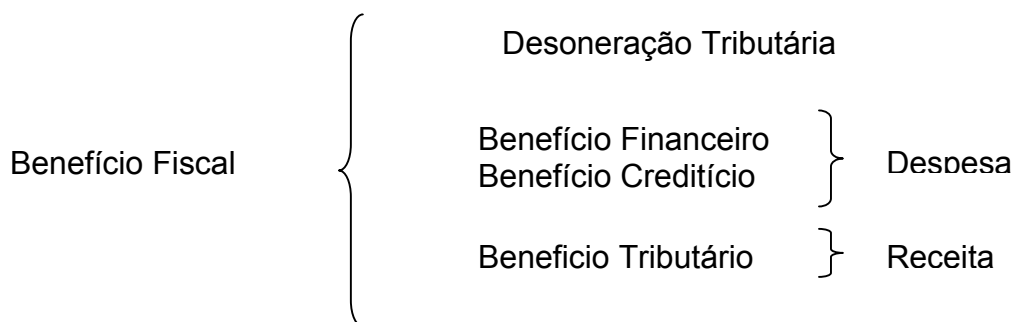 Desoneração Tributária
Benefício Financeiro
Benefício Creditício
Benefício Fiscal
Despesa
Beneficio Tributário
Receita